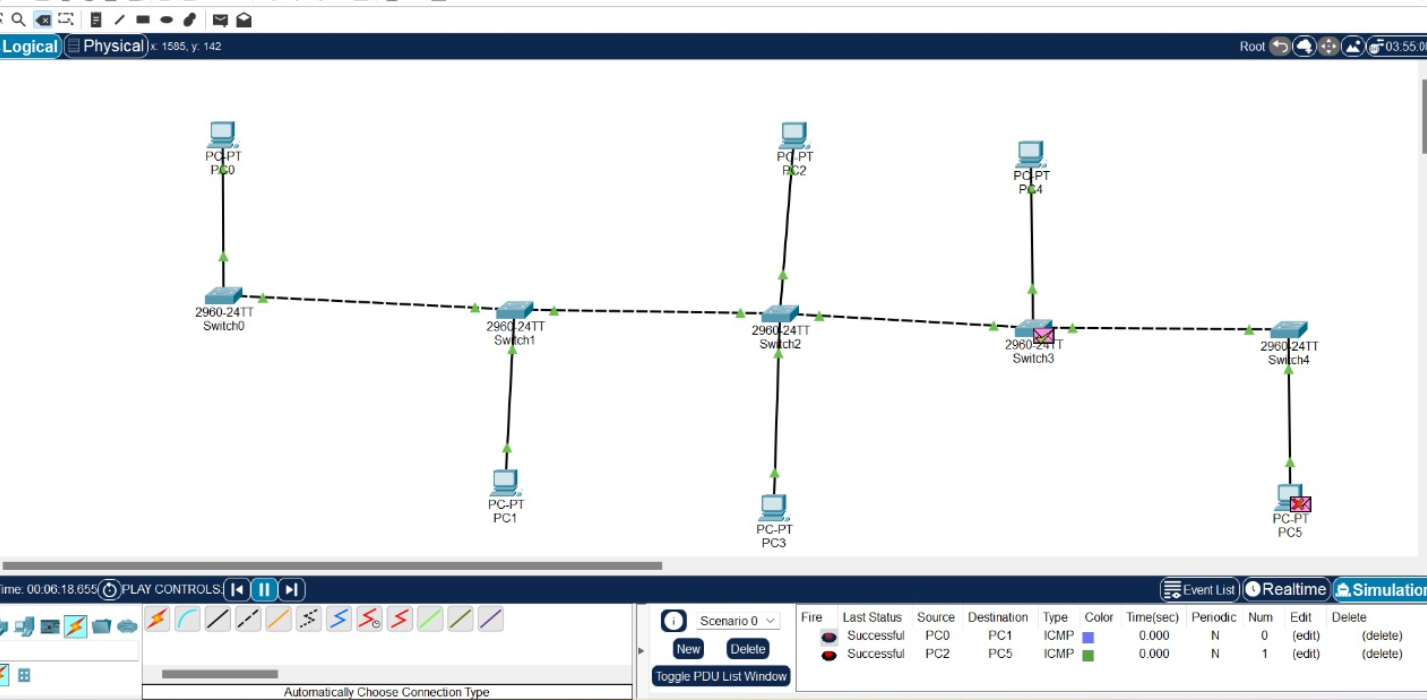 Logical Physical x: 1585, y: 142 Root 03:55.0
PC-PT
PC0
PC-PT
PC2
PC-PT
PC4
2960-24TT
Switch0
2960-24TT
Switch1
2960-24TT
Switch2
2960-24TT
Switch3
2960-24TT
Switch4
PC-PT
PC1
PC-PT
PC3
PC-PT
PC5
ime: 00:06:18.655 PLAY CONTROLS: Event List Realtime Simulation
Scenario 0
New Delete
Toggle PDU List Window
Fire Last Status Source Destination Type Color Time(sec) Periodic Num Edit Delete
Successful PC0 PC1 ICMP 0.000 N 0 (edit) (delete)
Successful PC2 PC5 ICMP 0.000 N 1 (edit) (delete)
Automatically Choose Connection Type